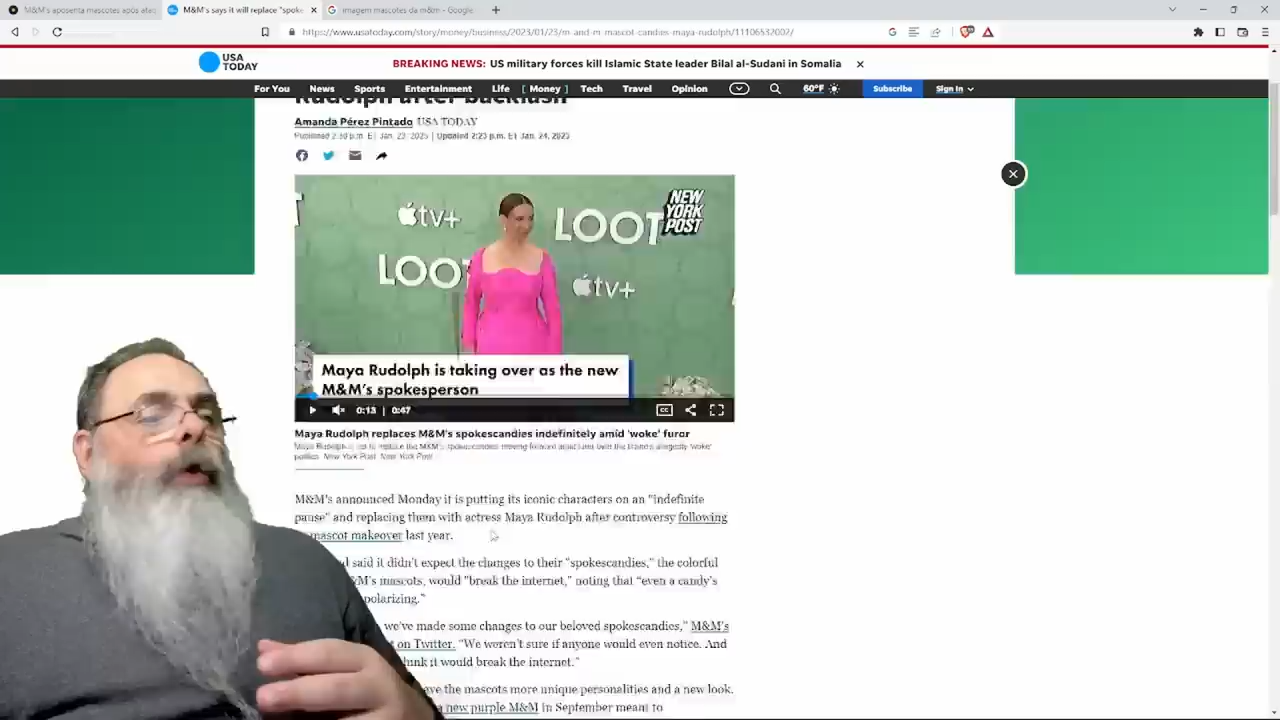 M&M's aposenta mascotes após ataq
M&M's says it will replace "spoke
imagem mascotes da m&m - Google
https://www.usatoday.com/story/money/business/2023/01/23/m-and-m-mascot-candies-maya-rudolph/11106532002/
USA
TODAY
BREAKING NEWS: US military forces kill Islamic State leader Bilal al-Sudani in Somalia
For You News Sports Entertainment Life [ Money ] Tech Travel Opinion 60°F Subscribe Sign In
Rudolph after backlash
Amanda Pérez Pintado USA TODAY
Published 2:30 p.m. ET Jan. 23, 2023 | Updated 2:23 p.m. ET Jan. 24, 2023
tv+
LOOT
NEW
YORK
POST
LOOT
tv+
Maya Rudolph is taking over as the new
M&M's spokesperson
0:13 | 0:47
CC
Maya Rudolph replaces M&M's spokescandies indefinitely amid 'woke' furor
New York Post, New York Post
M&M's announced Monday it is putting its iconic characters on an "indefinite
pause" and replacing them with actress Maya Rudolph after controversy following
mascot makeover last year.
said it didn't expect the changes to their "spokescandies," the colorful
M's mascots, would "break the internet," noting that "even a candy's
polarizing."
we've made some changes to our beloved spokescandies," M&M's
on Twitter. "We weren't sure if anyone would even notice. And
think it would break the internet."
the mascots more unique personalities and a new look.
new purple M&M in September meant to